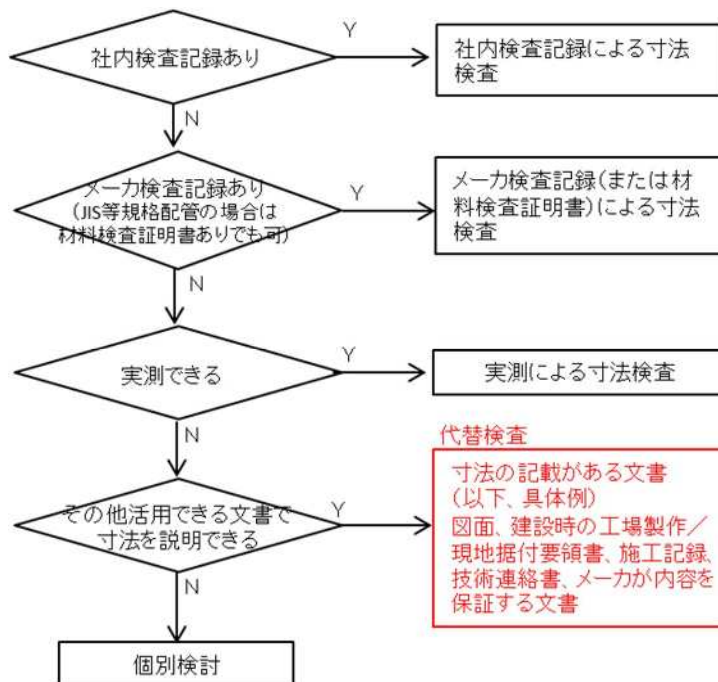 社内検査記録あり
Y
社内検査記録による寸法
検査
N
メーカ検査記録あり
(JIS等規格配管の場合は
材料検査証明書ありでも可)
Y
メーカ検査記録(または材
料検査証明書)による寸法
検査
N
実測できる
Y
実測による寸法検査
N
代替検査
その他活用できる文書で
寸法を説明できる
Y
寸法の記載がある文書
(以下、具体例)
図面、建設時の工場製作/
現地据付要領書、施工記録、
技術連絡書、メーカが内容を
保証する文書
N
個別検討